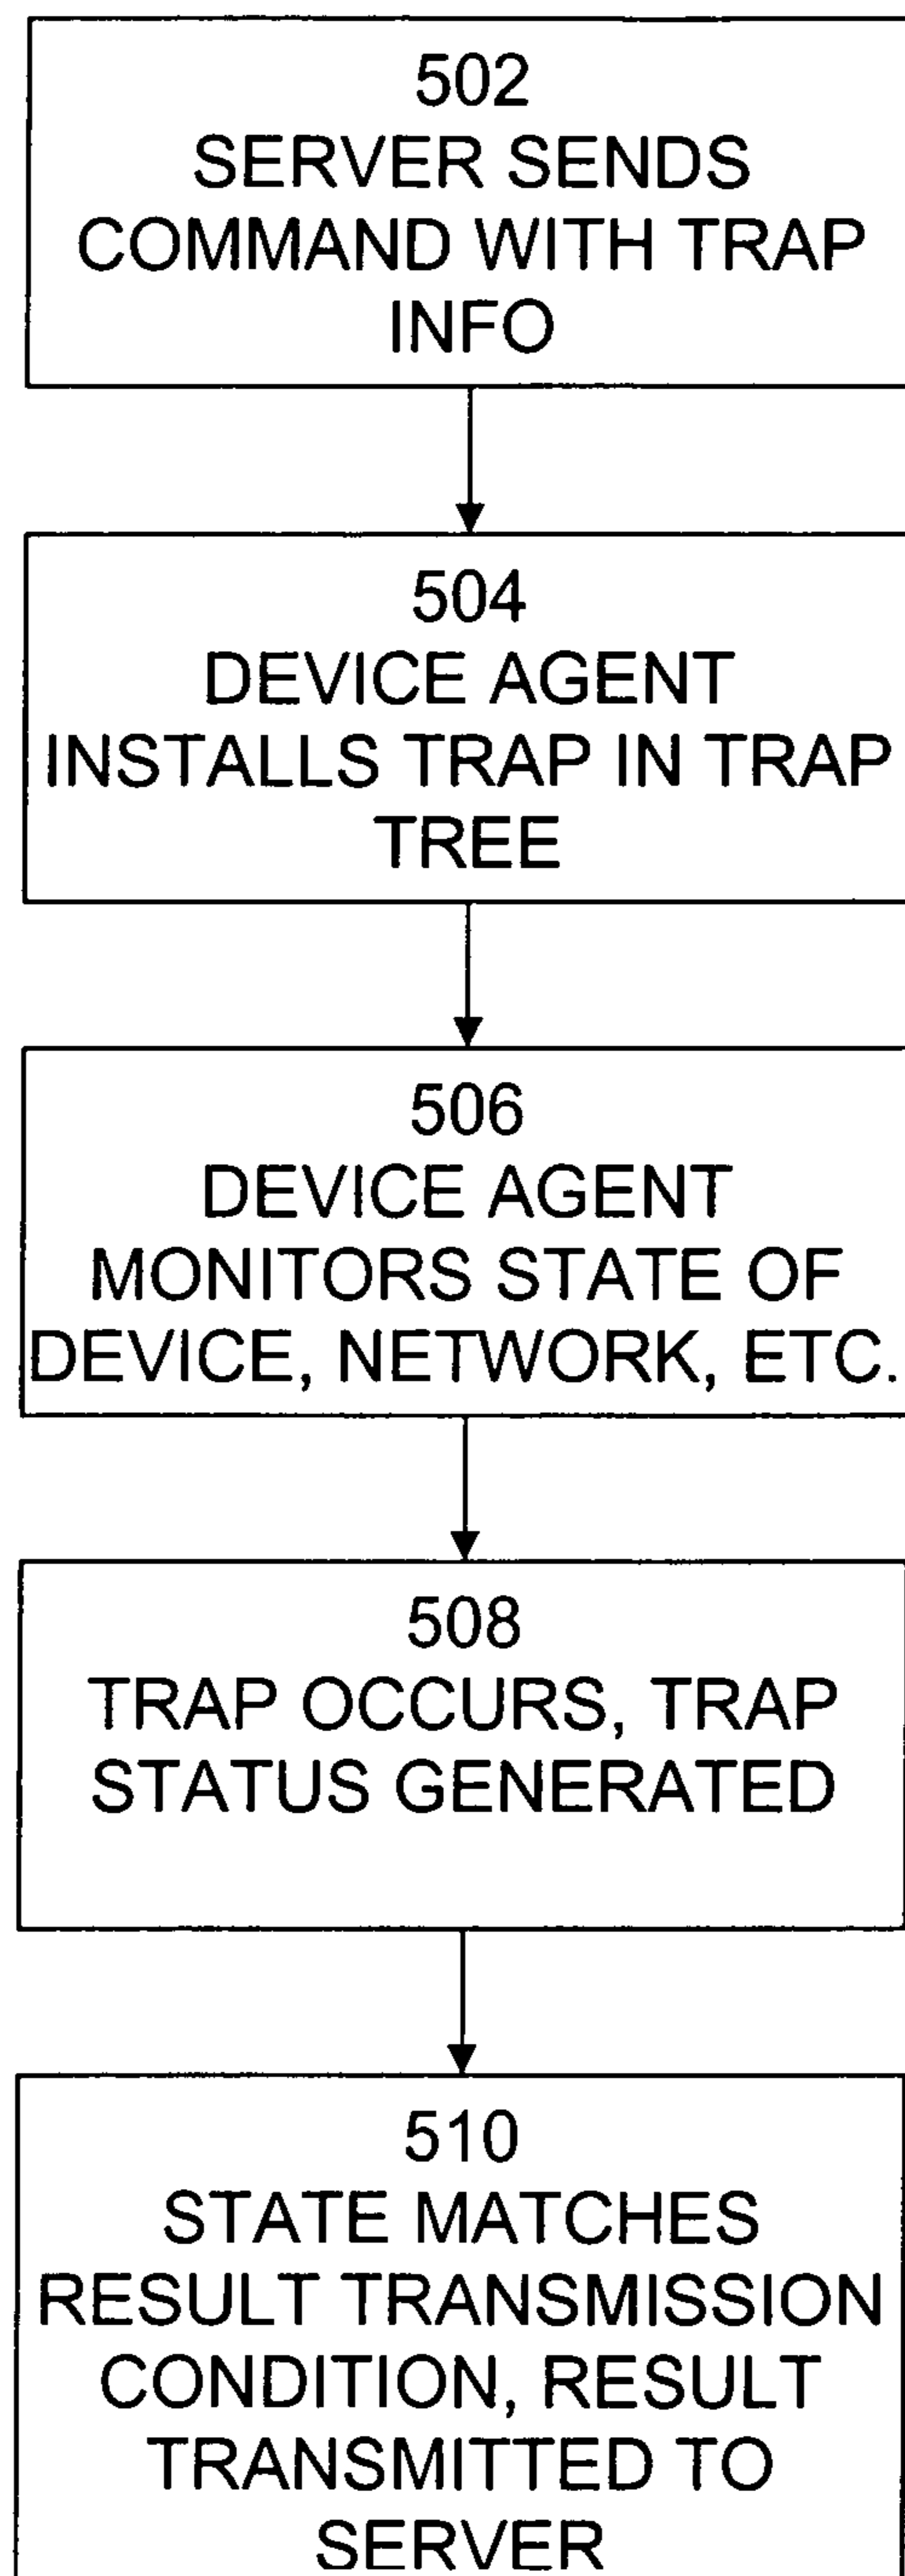 502
SERVER SENDS
COMMAND WITH TRAP
INFO
504
DEVICE AGENT
INSTALLS TRAP IN TRAP
TREE
506
DEVICE AGENT
MONITORS STATE OF
DEVICE, NETWORK, ETC.
508
TRAP OCCURS, TRAP
STATUS GENERATED
510
STATE MATCHES
RESULT TRANSMISSION
CONDITION, RESULT
TRANSMITTED TO
SERVER